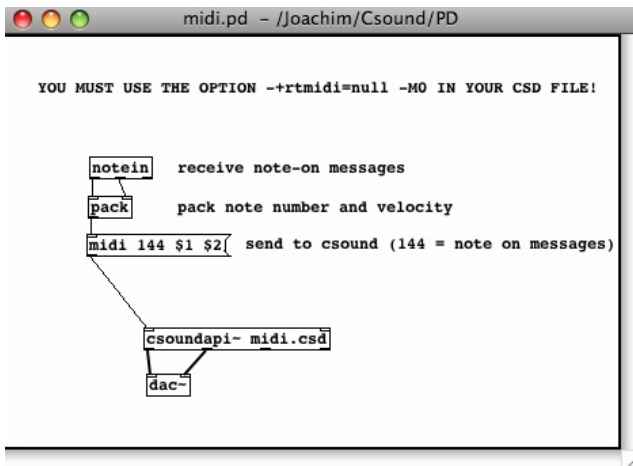 midi.pd - /Joachim/Csound/PD
YOU MUST USE THE OPTION -+rtmidi=null -M0 IN YOUR CSD FILE!
notein receive note-on messages
pack pack note number and velocity
midi 144 $1 $2 send to csound (144 = note on messages)
csoundapi~ midi.csd
dac~